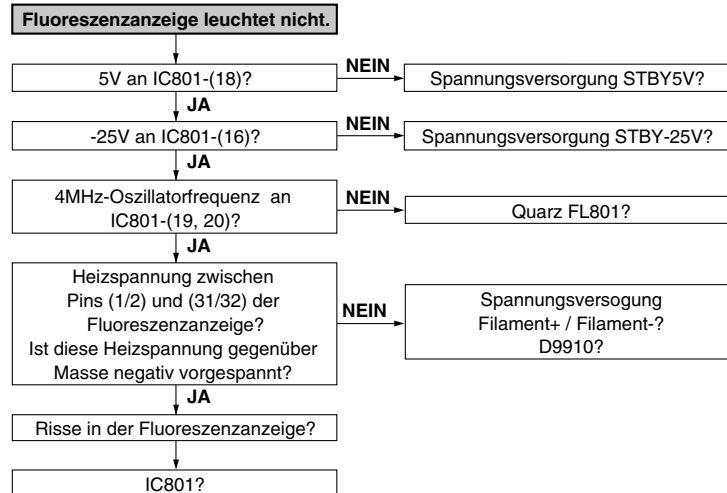 Fluoreszenzanzeige leuchtet nicht.
5V an IC801-(18)?
NEIN
Spannungsversorgung STBY5V?
JA
-25V an IC801-(16)?
NEIN
Spannungsversorgung STBY-25V?
JA
4MHz-Oszillatorfrequenz an
IC801-(19, 20)?
NEIN
Quarz FL801?
JA
Heizspannung zwischen
Pins (1/2) und (31/32) der
Fluoreszenzanzeige?
Ist diese Heizspannung gegenüber
Masse negativ vorgespannt?
NEIN
Spannungsversogung
Filament+ / Filament-?
D9910?
JA
Risse in der Fluoreszenzanzeige?
IC801?